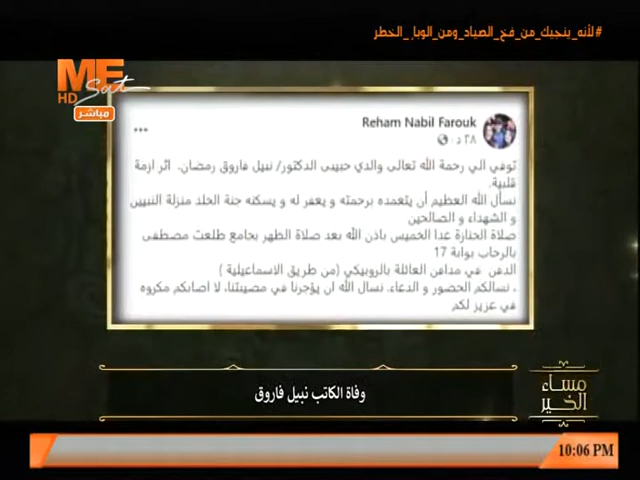 #لأنه_ينجيك_من_فخ_الصياد_ومن_الوبا_الخطر
ME Sat
HD
مباشر
Reham Nabil Farouk
٢٨ د
توفي الي رحمة الله تعالى والدي حبيبى الدكتور/ نبيل فاروق رمضان. اثر ازمة
قلبية.
نسأل الله العظيم أن يتغمده برحمته و يغفر له و يسكنه جنة الخلد منزلة النبيين
و الشهداء و الصالحين
صلاة الجنازة غدا الخميس باذن الله بعد صلاة الظهر بجامع طلعت مصطفى
بالرحاب بوابة 17
الدفن في مدافن العائلة بالروبيكي (من طريق الاسماعيلية )
، نسالكم الحضور و الدعاء. نسال الله ان يؤجرنا في مصيبتنا، لا اصابكم مكروه
في عزيز لكم
وفاة الكاتب نبيل فاروق
مساء
الخير
10:06 PM